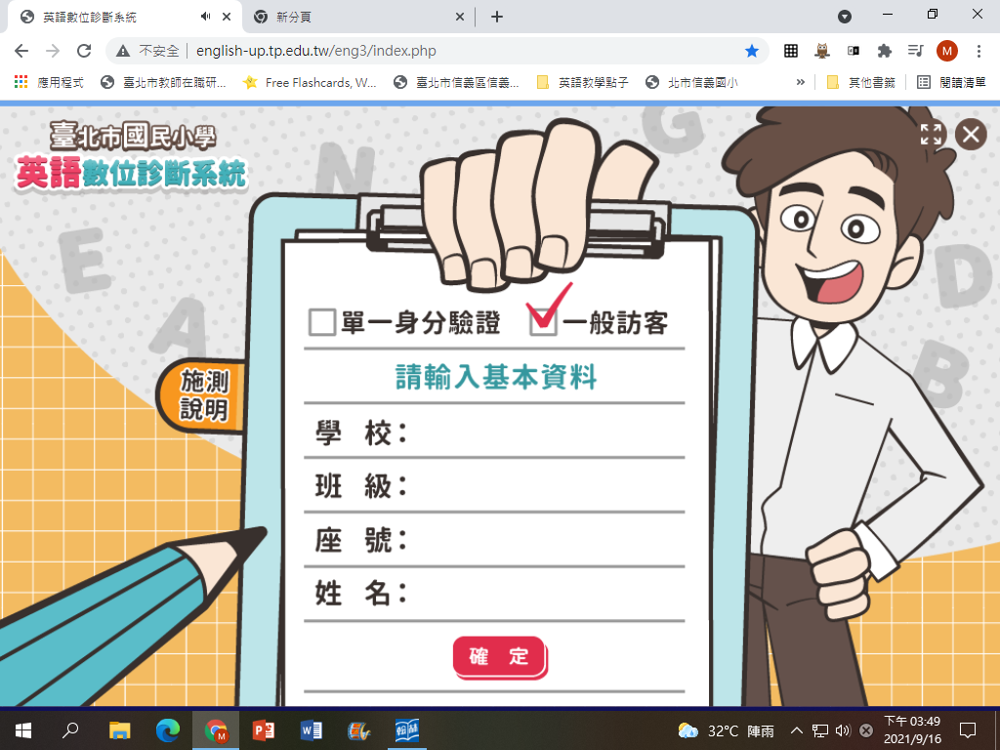 英語數位診斷系統
新分頁
不安全 english-up.tp.edu.tw/eng3/index.php
M
應用程式 臺北市教師在職研... Free Flashcards, W... 臺北市信義區信義... 英語教學點子 北市信義國小 » 其他書籤 閱讀清單
臺北市國民小學
英語數位診斷系統
N
G
E
A
D
B
單一身分驗證 一般訪客
施測
說明
請輸入基本資料
學 校：
班 級：
座 號：
姓 名：
確 定
32°C 陣雨
下午 03:49
2021/9/16
翰林